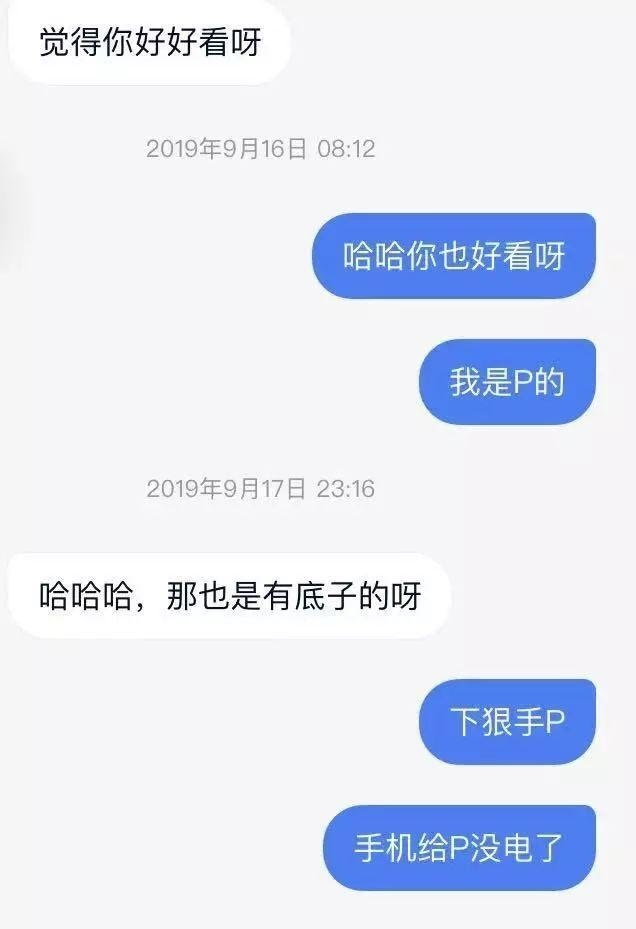 觉得你好好看呀
2019年9月16日 08:12
哈哈你也好看呀
我是P的
2019年9月17日 23:16
哈哈哈，那也是有底子的呀
下狠手P
手机给P没电了